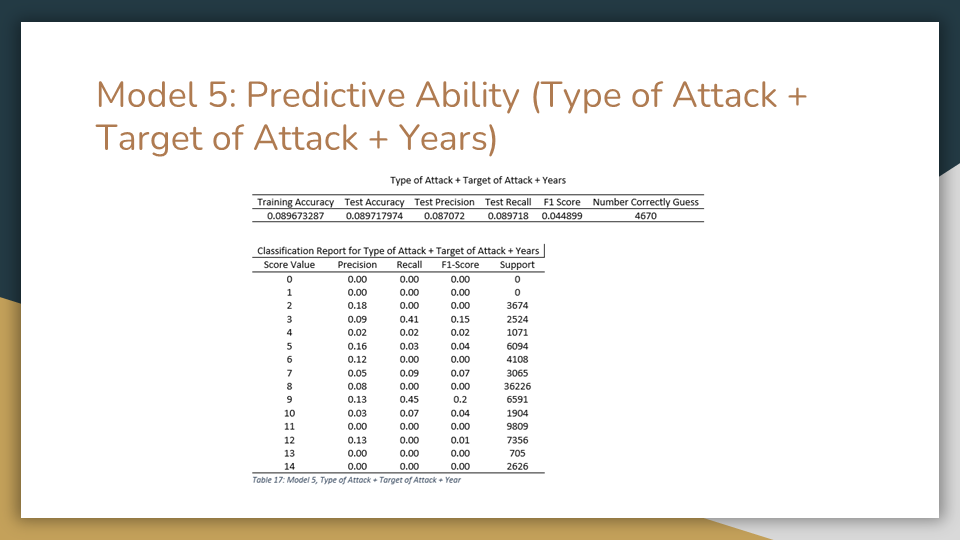 Model 5: Predictive Ability (Type of Attack +
Target of Attack + Years)
Type of Attack + Target of Attack + Years
Training Accuracy Test Accuracy Test Precision Test Recall F1 Score Number Correctly Guess
0.089673287 0.089717974 0.087072 0.089718 0.044899 4670
Classification Report for Type of Attack + Target of Attack + Years
Score Value Precision Recall F1-Score Support
0 0.00 0.00 0.00 0
1 0.00 0.00 0.00 0
2 0.18 0.00 0.00 3674
3 0.09 0.41 0.15 2524
4 0.02 0.02 0.02 1071
5 0.16 0.03 0.04 6094
6 0.12 0.00 0.00 4108
7 0.05 0.09 0.07 3065
8 0.08 0.00 0.00 36226
9 0.13 0.45 0.2 6591
10 0.03 0.07 0.04 1904
11 0.00 0.00 0.00 9809
12 0.13 0.00 0.01 7356
13 0.00 0.00 0.00 705
14 0.00 0.00 0.00 2626
Table 17: Model 5, Type of Attack + Target of Attack + Year